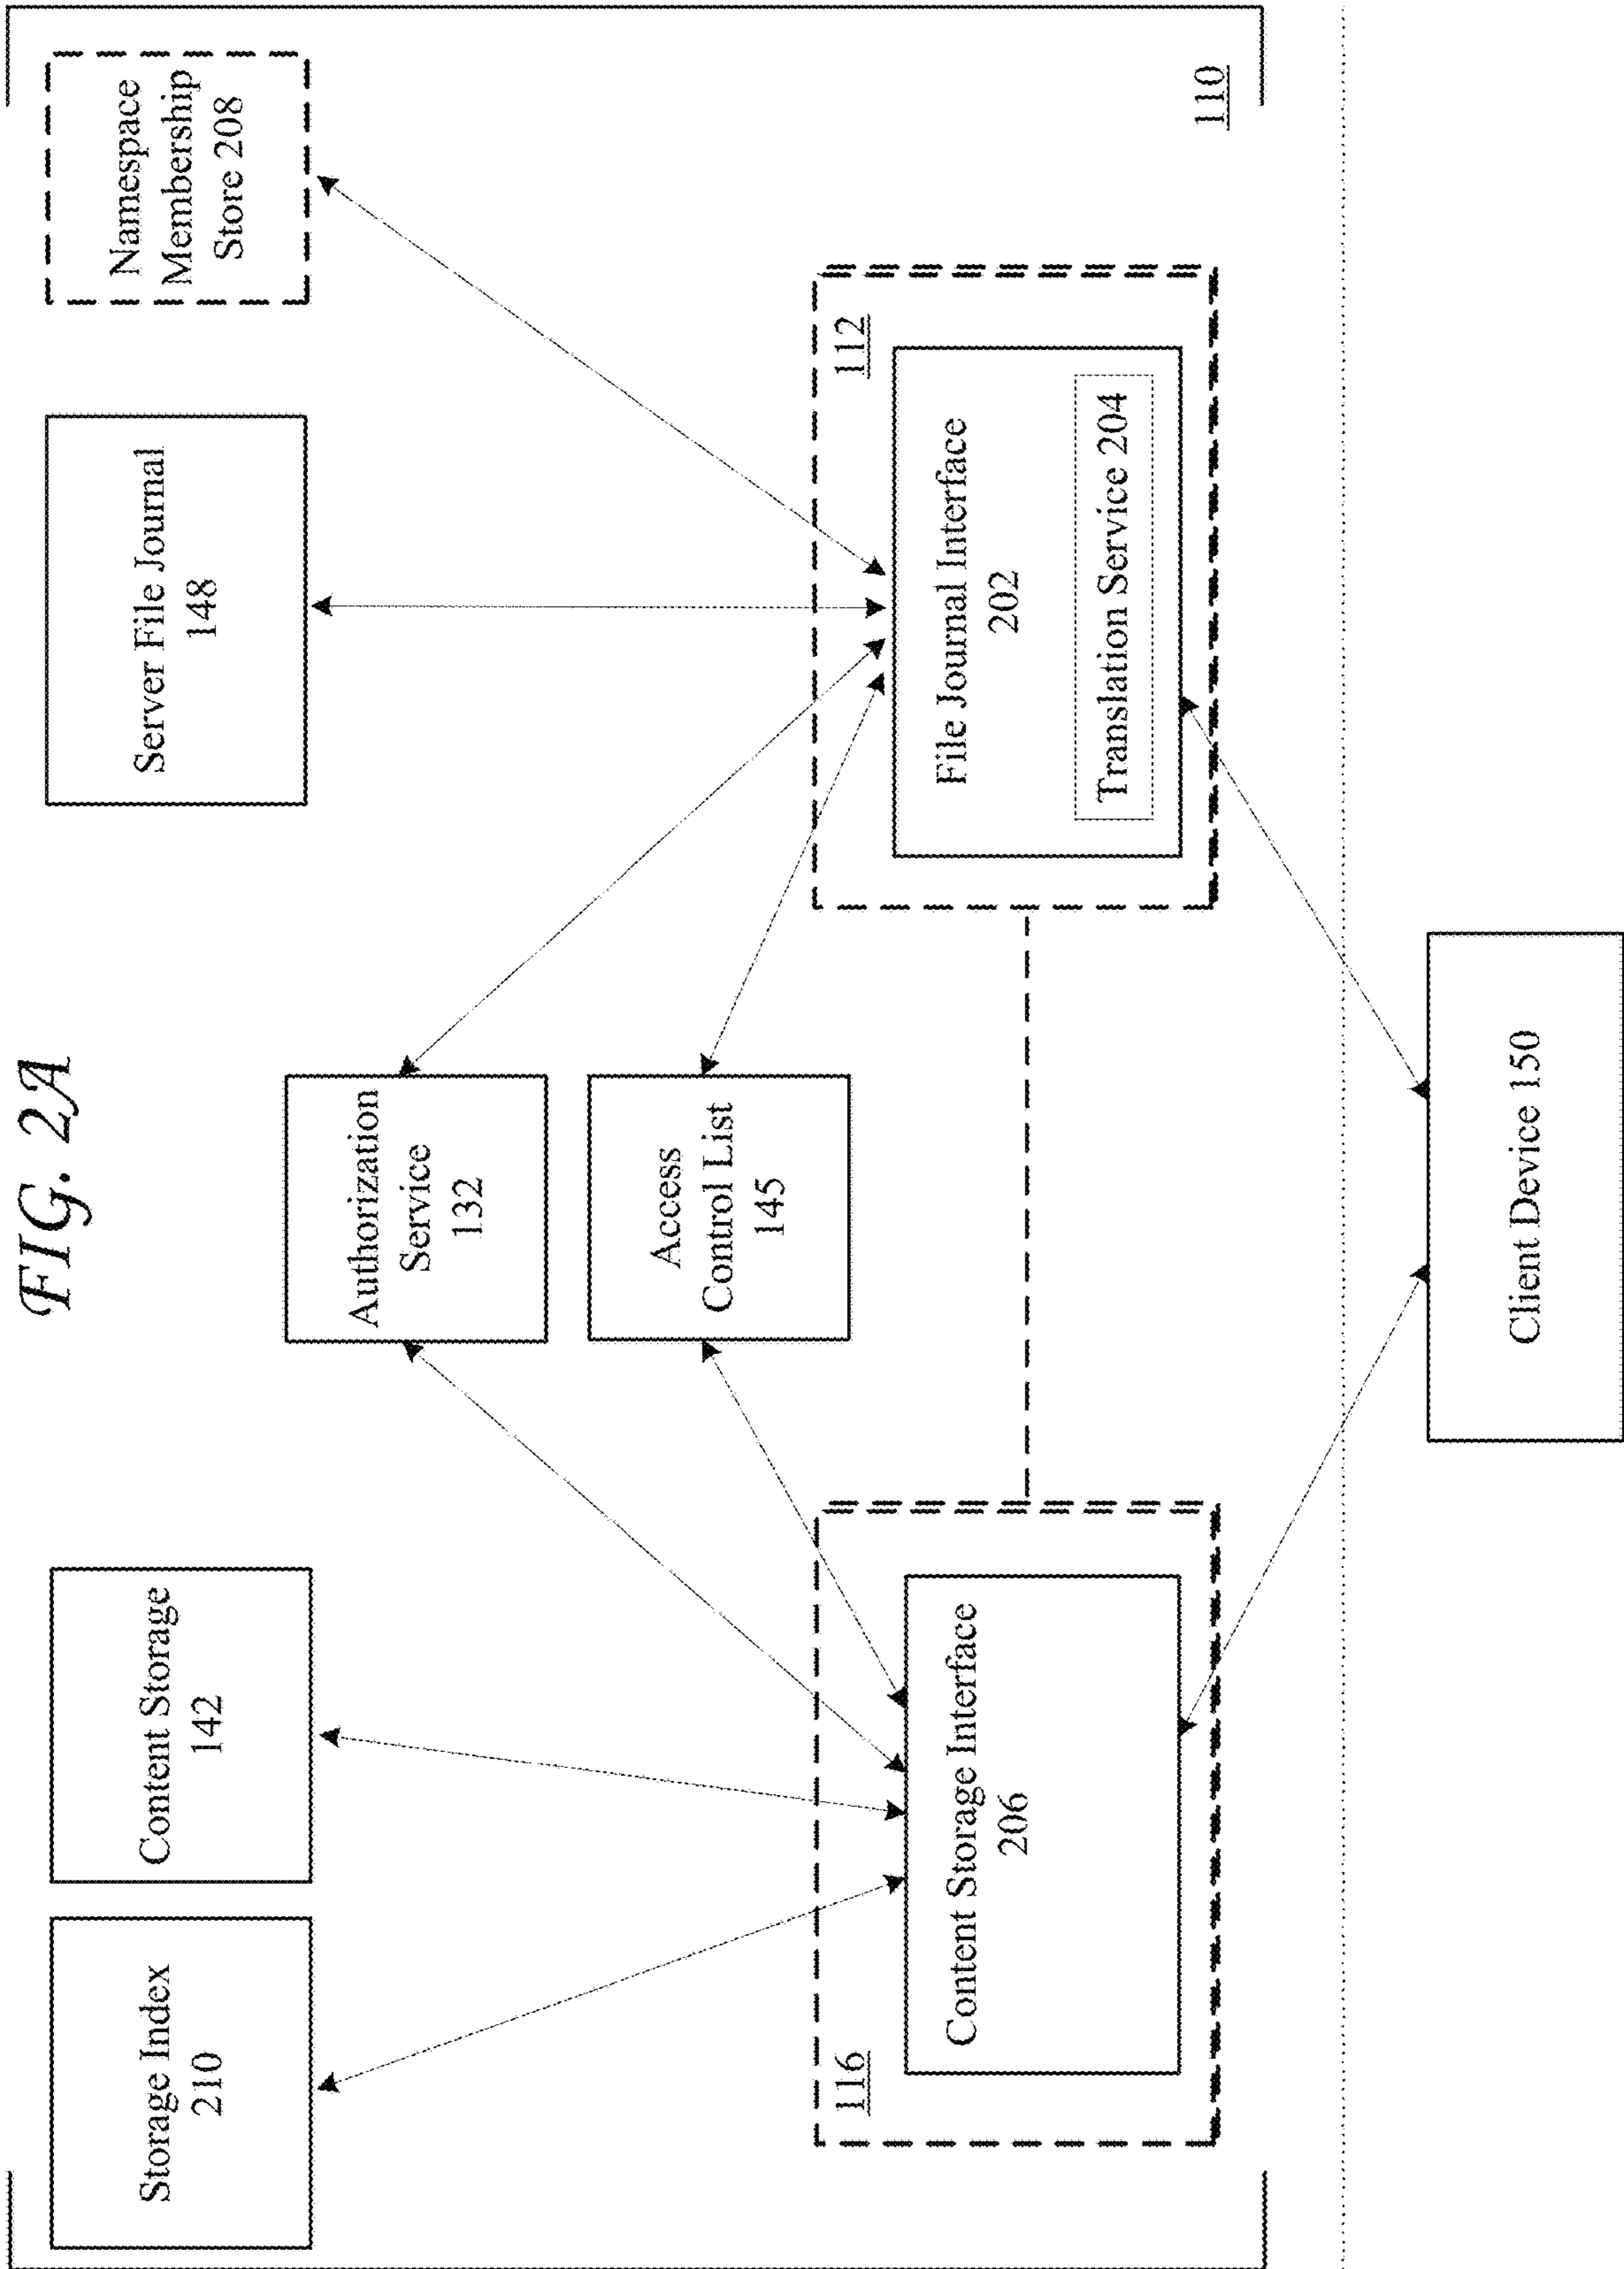 FIG. 2A
Storage Index
210
Content Storage
142
Authorization
Service
132
Access
Control List
145
Server File Journal
148
Namespace
Membership
Store 208
116
Content Storage Interface
206
112
File Journal Interface
202
Translation Service 204
110
Client Device 150